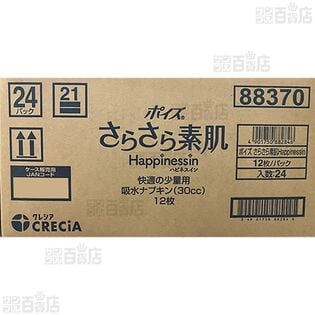 百貨店
24
パック
21
ポイズ
さらさら素肌
Happinessin
ハピネスイン
快適の少量用
吸水ナプキン(30cc)
12枚
88370
4901750882846
ポイズ さらさら素肌Happinessin
12枚/パック
入数:24
ケース販売用
JANコード
クレシア
CRECIA